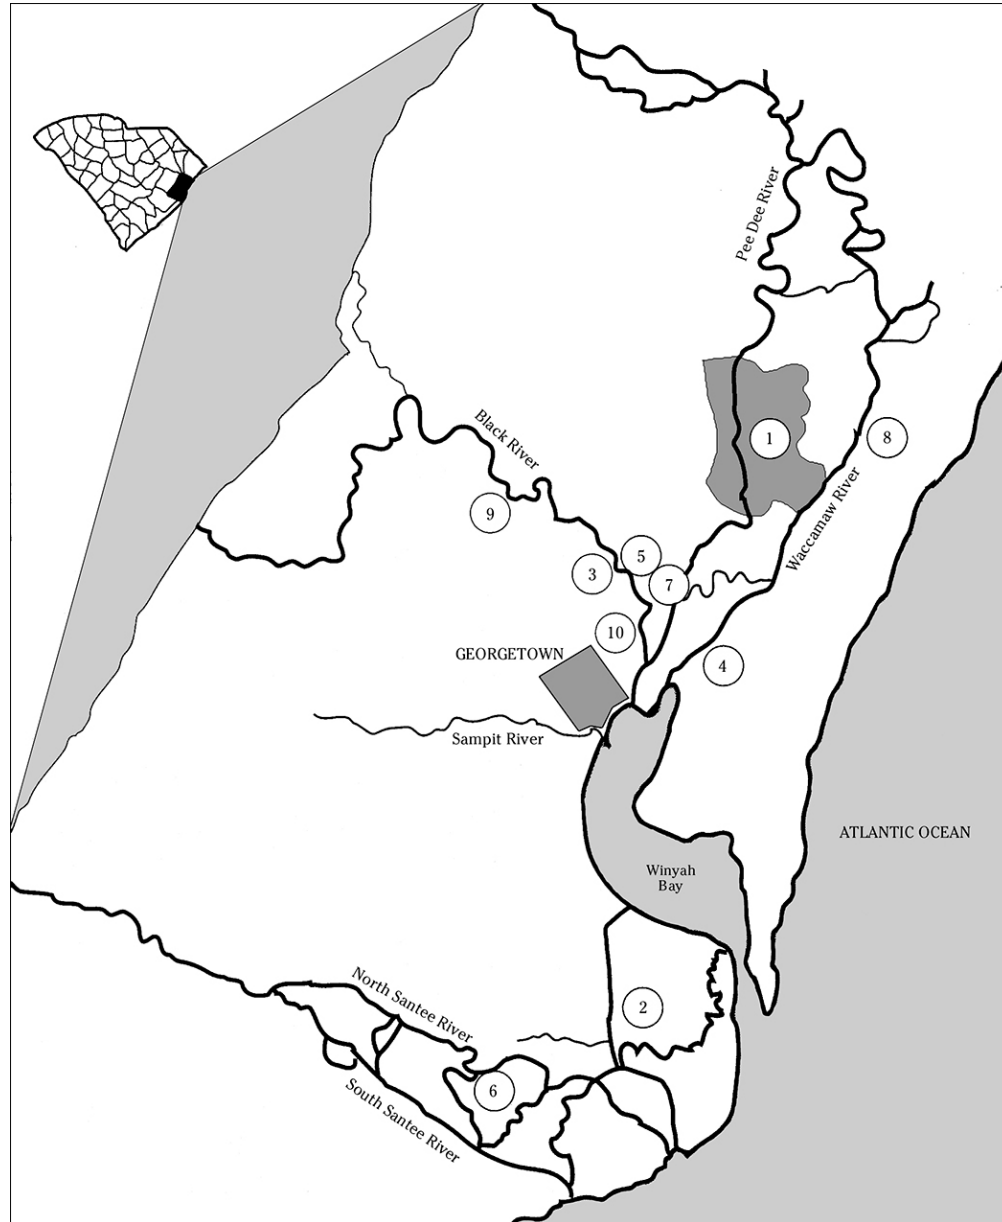 Pee Dee River
Black River
1
8
Waccamaw River
9
5
3
7
10
GEORGETOWN
4
Sampit River
ATLANTIC OCEAN
Winyah
Bay
North Santee River
2
6
South Santee River